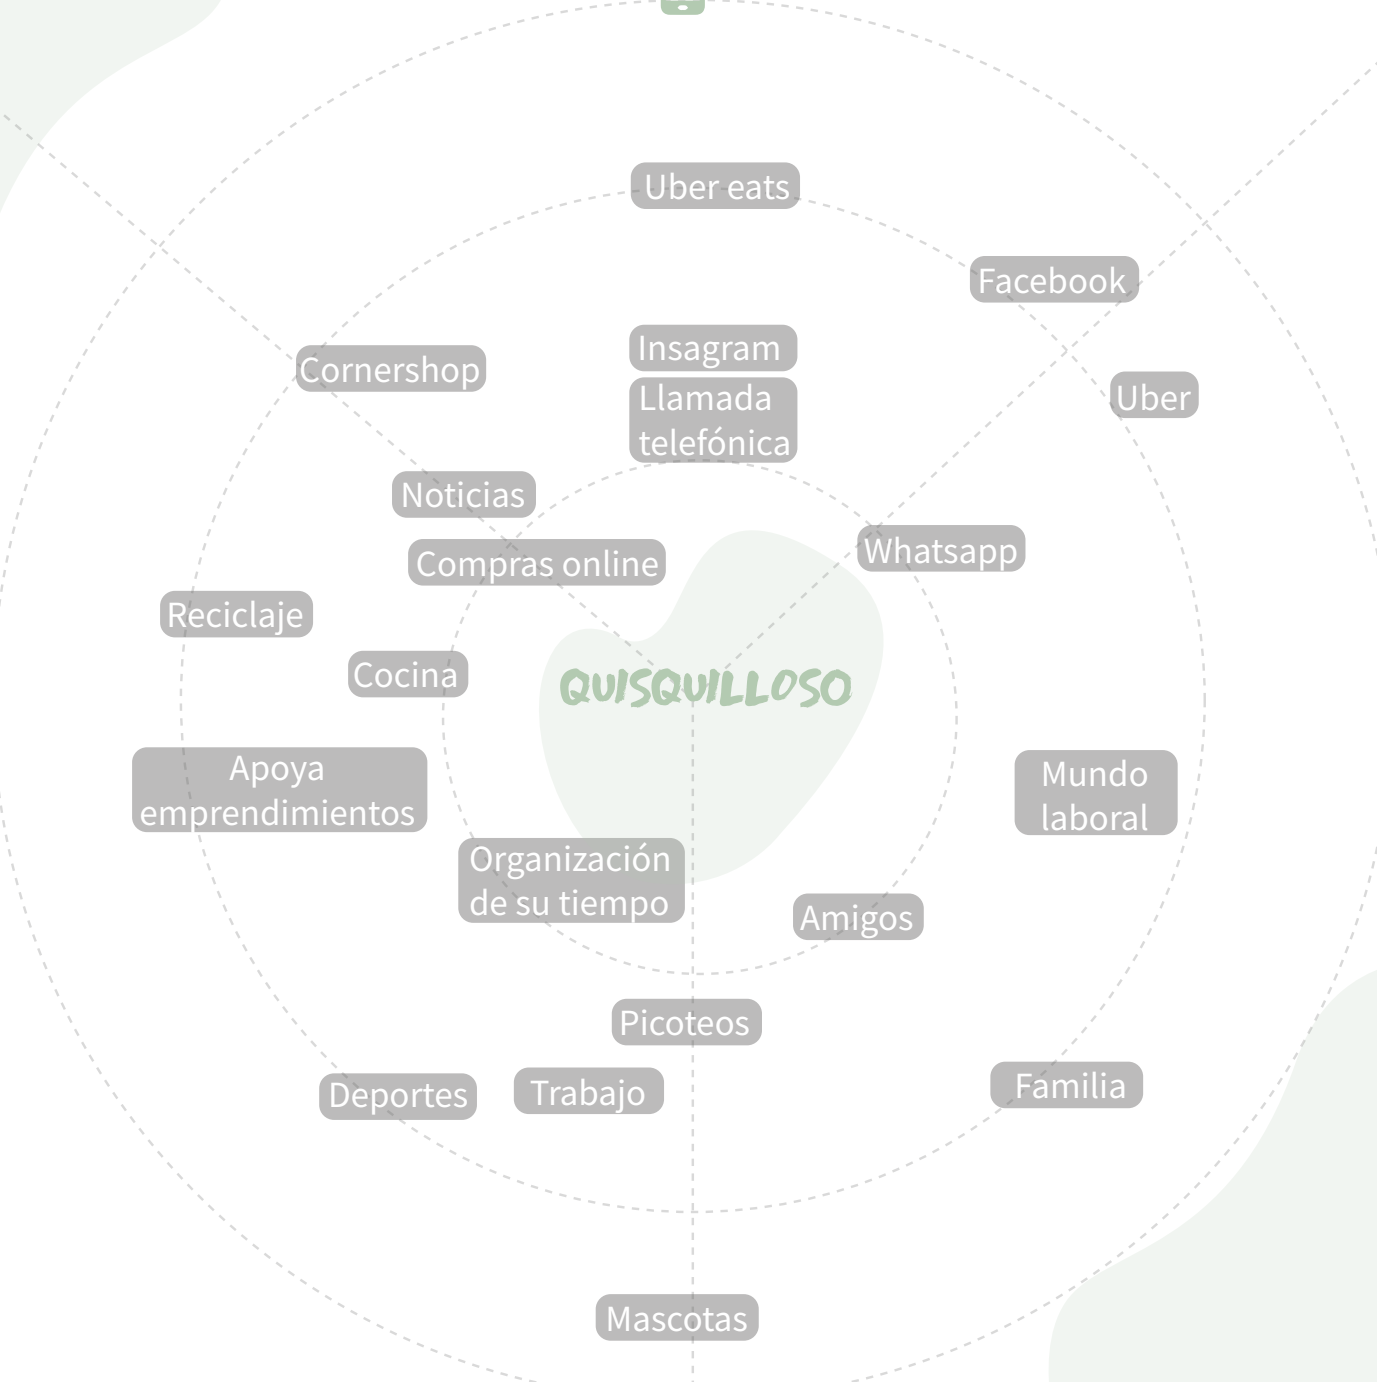 Uber eats
Facebook
Insagram
Cornershop
Llamada
telefónica
Uber
Noticias
Compras online
Whatsapp
Reciclaje
Cocina
QUISQUILLOSO
Apoya
emprendimientos
Mundo
laboral
Organización
de su tiempo
Amigos
Picoteos
Deportes
Trabajo
Familia
Mascotas